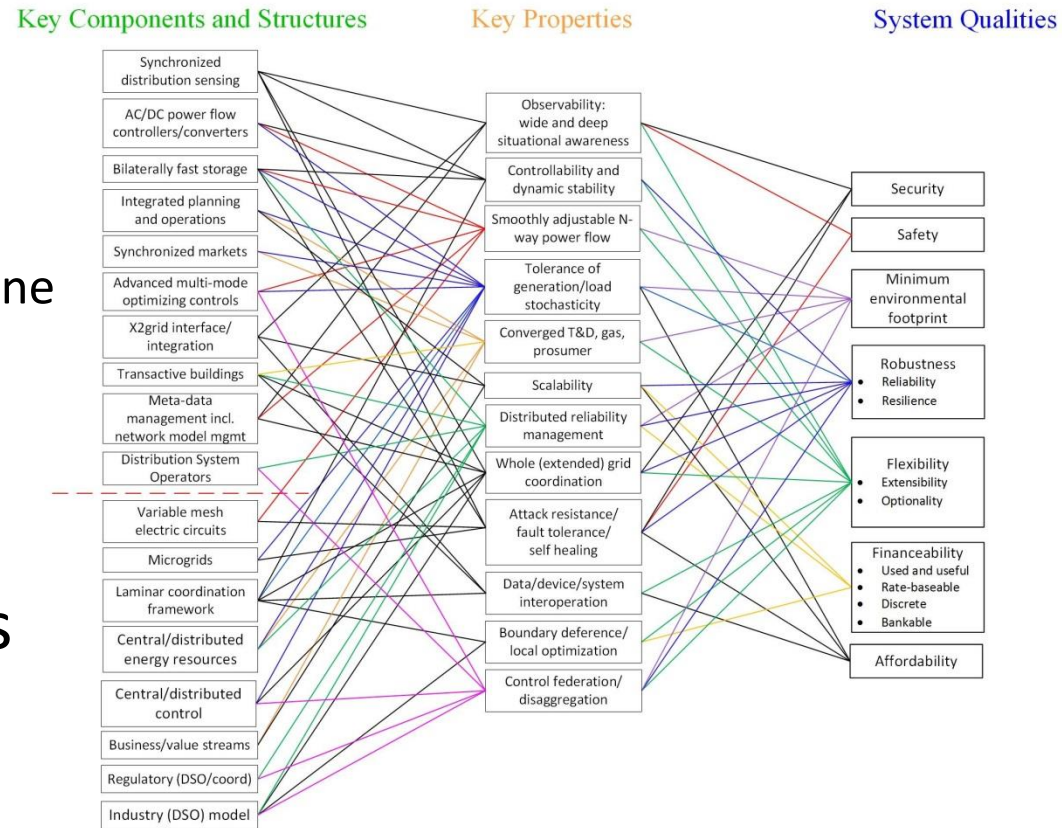 Key Components and Structures
Key Properties
System Qualities
ne
s
Synchronized
distribution sensing
AC/DC power flow
controllers/converters
Bilaterally fast storage
Integrated planning
and operations
Synchronized markets
Advanced multi-mode
optimizing controls
X2grid interface/
integration
Transactive buildings
Meta-data
management incl.
network model mgmt
Distribution System
Operators
Variable mesh
electric circuits
Microgrids
Laminar coordination
framework
Central/distributed
energy resources
Central/distributed
control
Business/value streams
Regulatory (DSO/coord)
Industry (DSO) model
Observability:
wide and deep
situational awareness
Controllability and
dynamic stability
Smoothly adjustable N-
way power flow
Tolerance of
generation/load
stochasticity
Converged T&D, gas,
prosumer
Scalability
Distributed reliability
management
Whole (extended) grid
coordination
Attack resistance/
fault tolerance/
self healing
Data/device/system
interoperation
Boundary deference/
local optimization
Control federation/
disaggregation
Security
Safety
Minimum
environmental
footprint
Robustness
• Reliability
• Resilience
Flexibility
• Extensibility
• Optionality
Financeability
• Used and useful
• Rate-baseable
• Discrete
• Bankable
Affordability